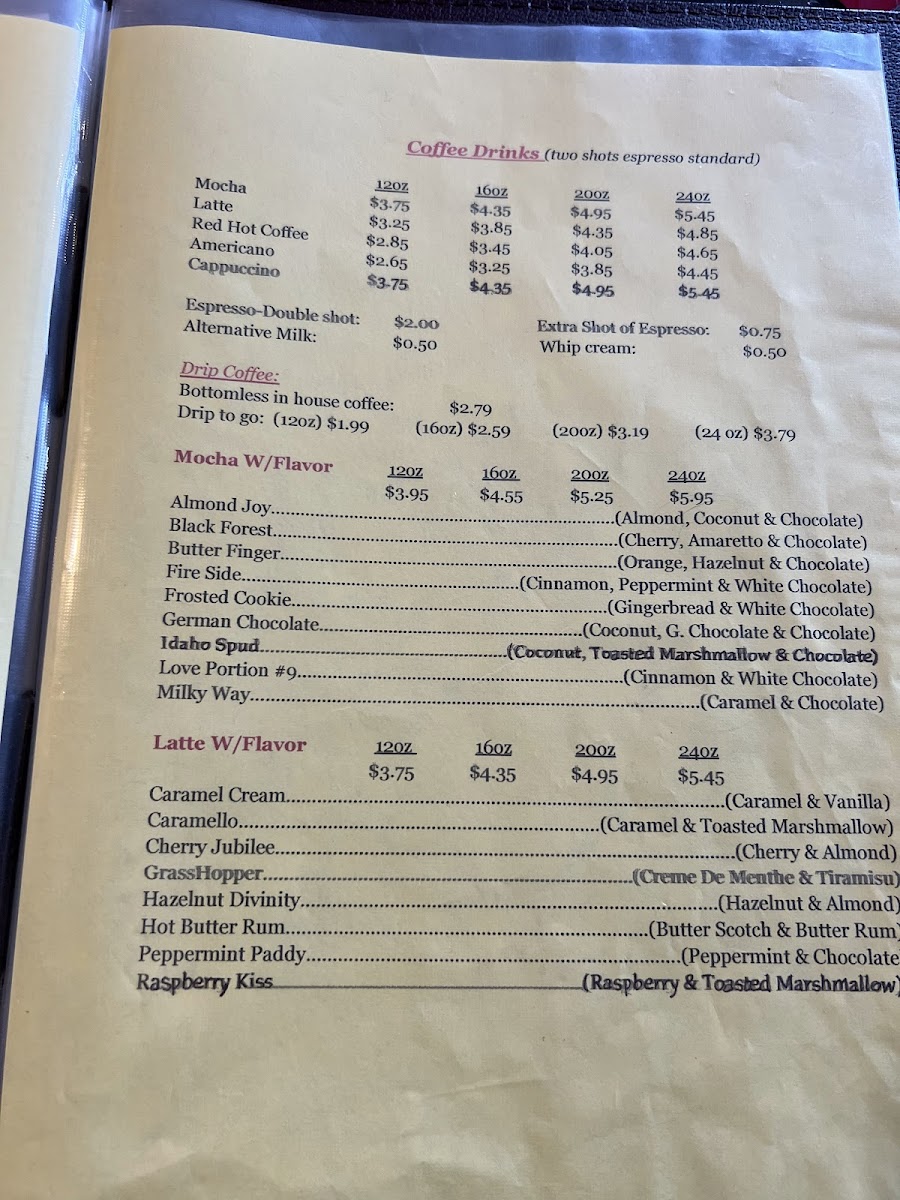 Coffee Drinks (two shots espresso standard)
12oz 16oz 20oz 24oz
Mocha $3.75 $4.35 $4.95 $5.45
Latte $3.25 $3.85 $4.35 $4.85
Red Hot Coffee $2.85 $3.45 $4.05 $4.65
Americano $2.65 $3.25 $3.85 $4.45
Cappuccino $3.75 $4.35 $4.95 $5.45
Espresso-Double shot: $2.00 Extra Shot of Espresso: $0.75
Alternative Milk: $0.50 Whip cream: $0.50
Drip Coffee:
Bottomless in house coffee: $2.79
Drip to go: (12oz) $1.99 (16oz) $2.59 (20oz) $3.19 (24 oz) $3.79
Mocha W/Flavor 12oz 16oz 20oz 24oz
$3.95 $4.55 $5.25 $5.95
Almond Joy....(Almond, Coconut & Chocolate)
Black Forest....(Cherry, Amaretto & Chocolate)
Butter Finger....(Orange, Hazelnut & Chocolate)
Fire Side....(Cinnamon, Peppermint & White Chocolate)
Frosted Cookie....(Gingerbread & White Chocolate)
German Chocolate....(Coconut, G. Chocolate & Chocolate)
Idaho Spud....(Coconut, Toasted Marshmallow & Chocolate)
Love Portion #9....(Cinnamon & White Chocolate)
Milky Way....(Caramel & Chocolate)
Latte W/Flavor 12oz 16oz 20oz 24oz
$3.75 $4.35 $4.95 $5.45
Caramel Cream....(Caramel & Vanilla)
Caramello....(Caramel & Toasted Marshmallow)
Cherry Jubilee....(Cherry & Almond)
GrassHopper....(Creme De Menthe & Tiramisu)
Hazelnut Divinity....(Hazelnut & Almond)
Hot Butter Rum....(Butter Scotch & Butter Rum)
Peppermint Paddy....(Peppermint & Chocolate
Raspberry Kiss....(Raspberry & Toasted Marshmallow)